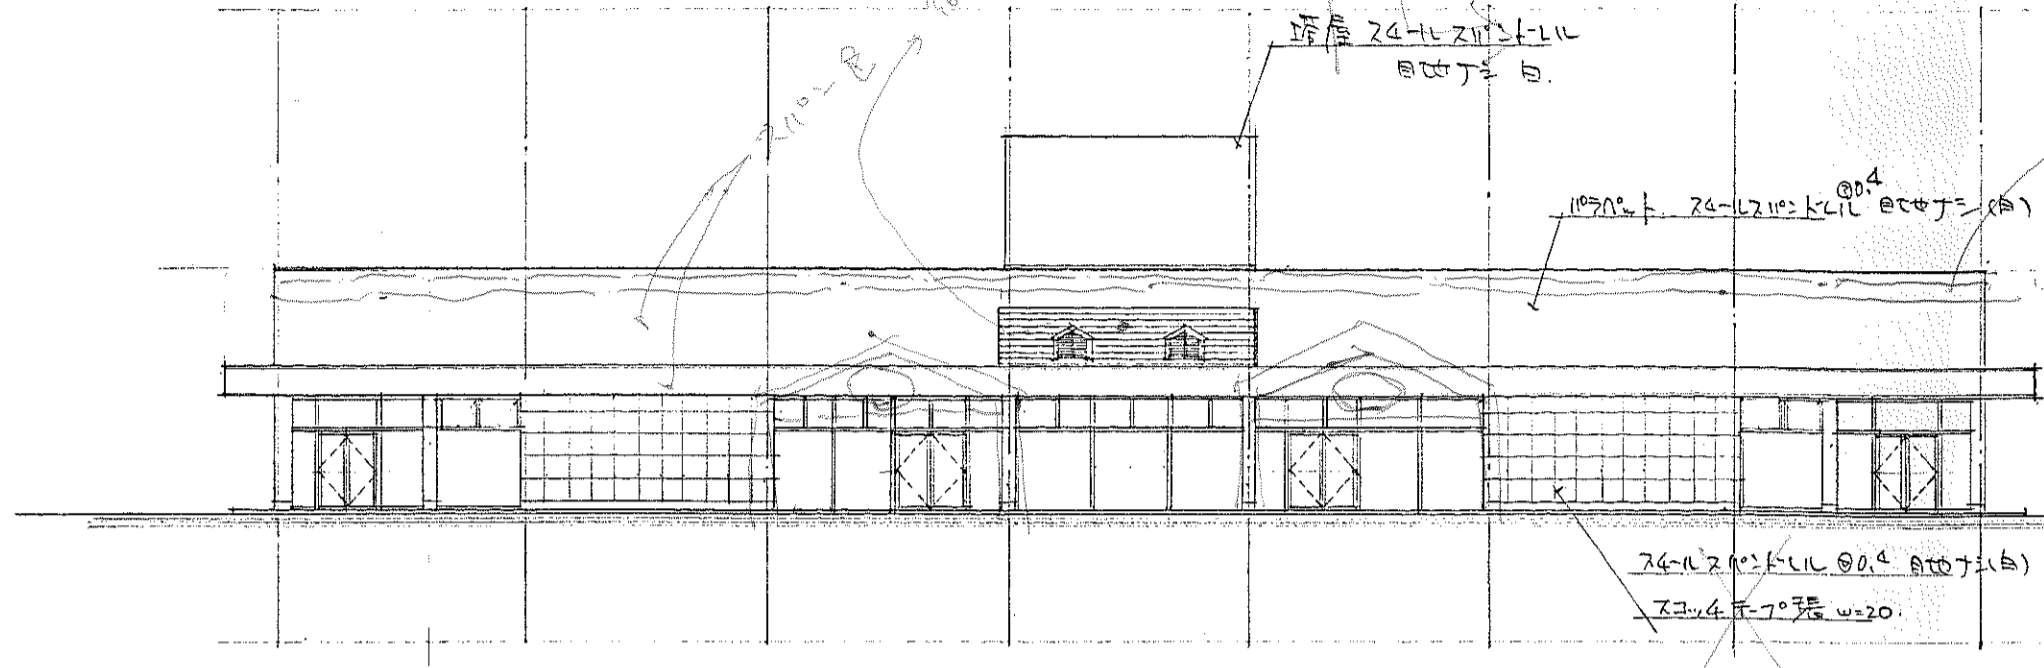 塔屋 スチールスパンドレル
目地ナシ 白.
パラペット スチールスパンドレル @0.4 目地ナシ(白)
スチールスパンドレル @0.4 目地ナシ(白)
スコッチテープ張 w=20.